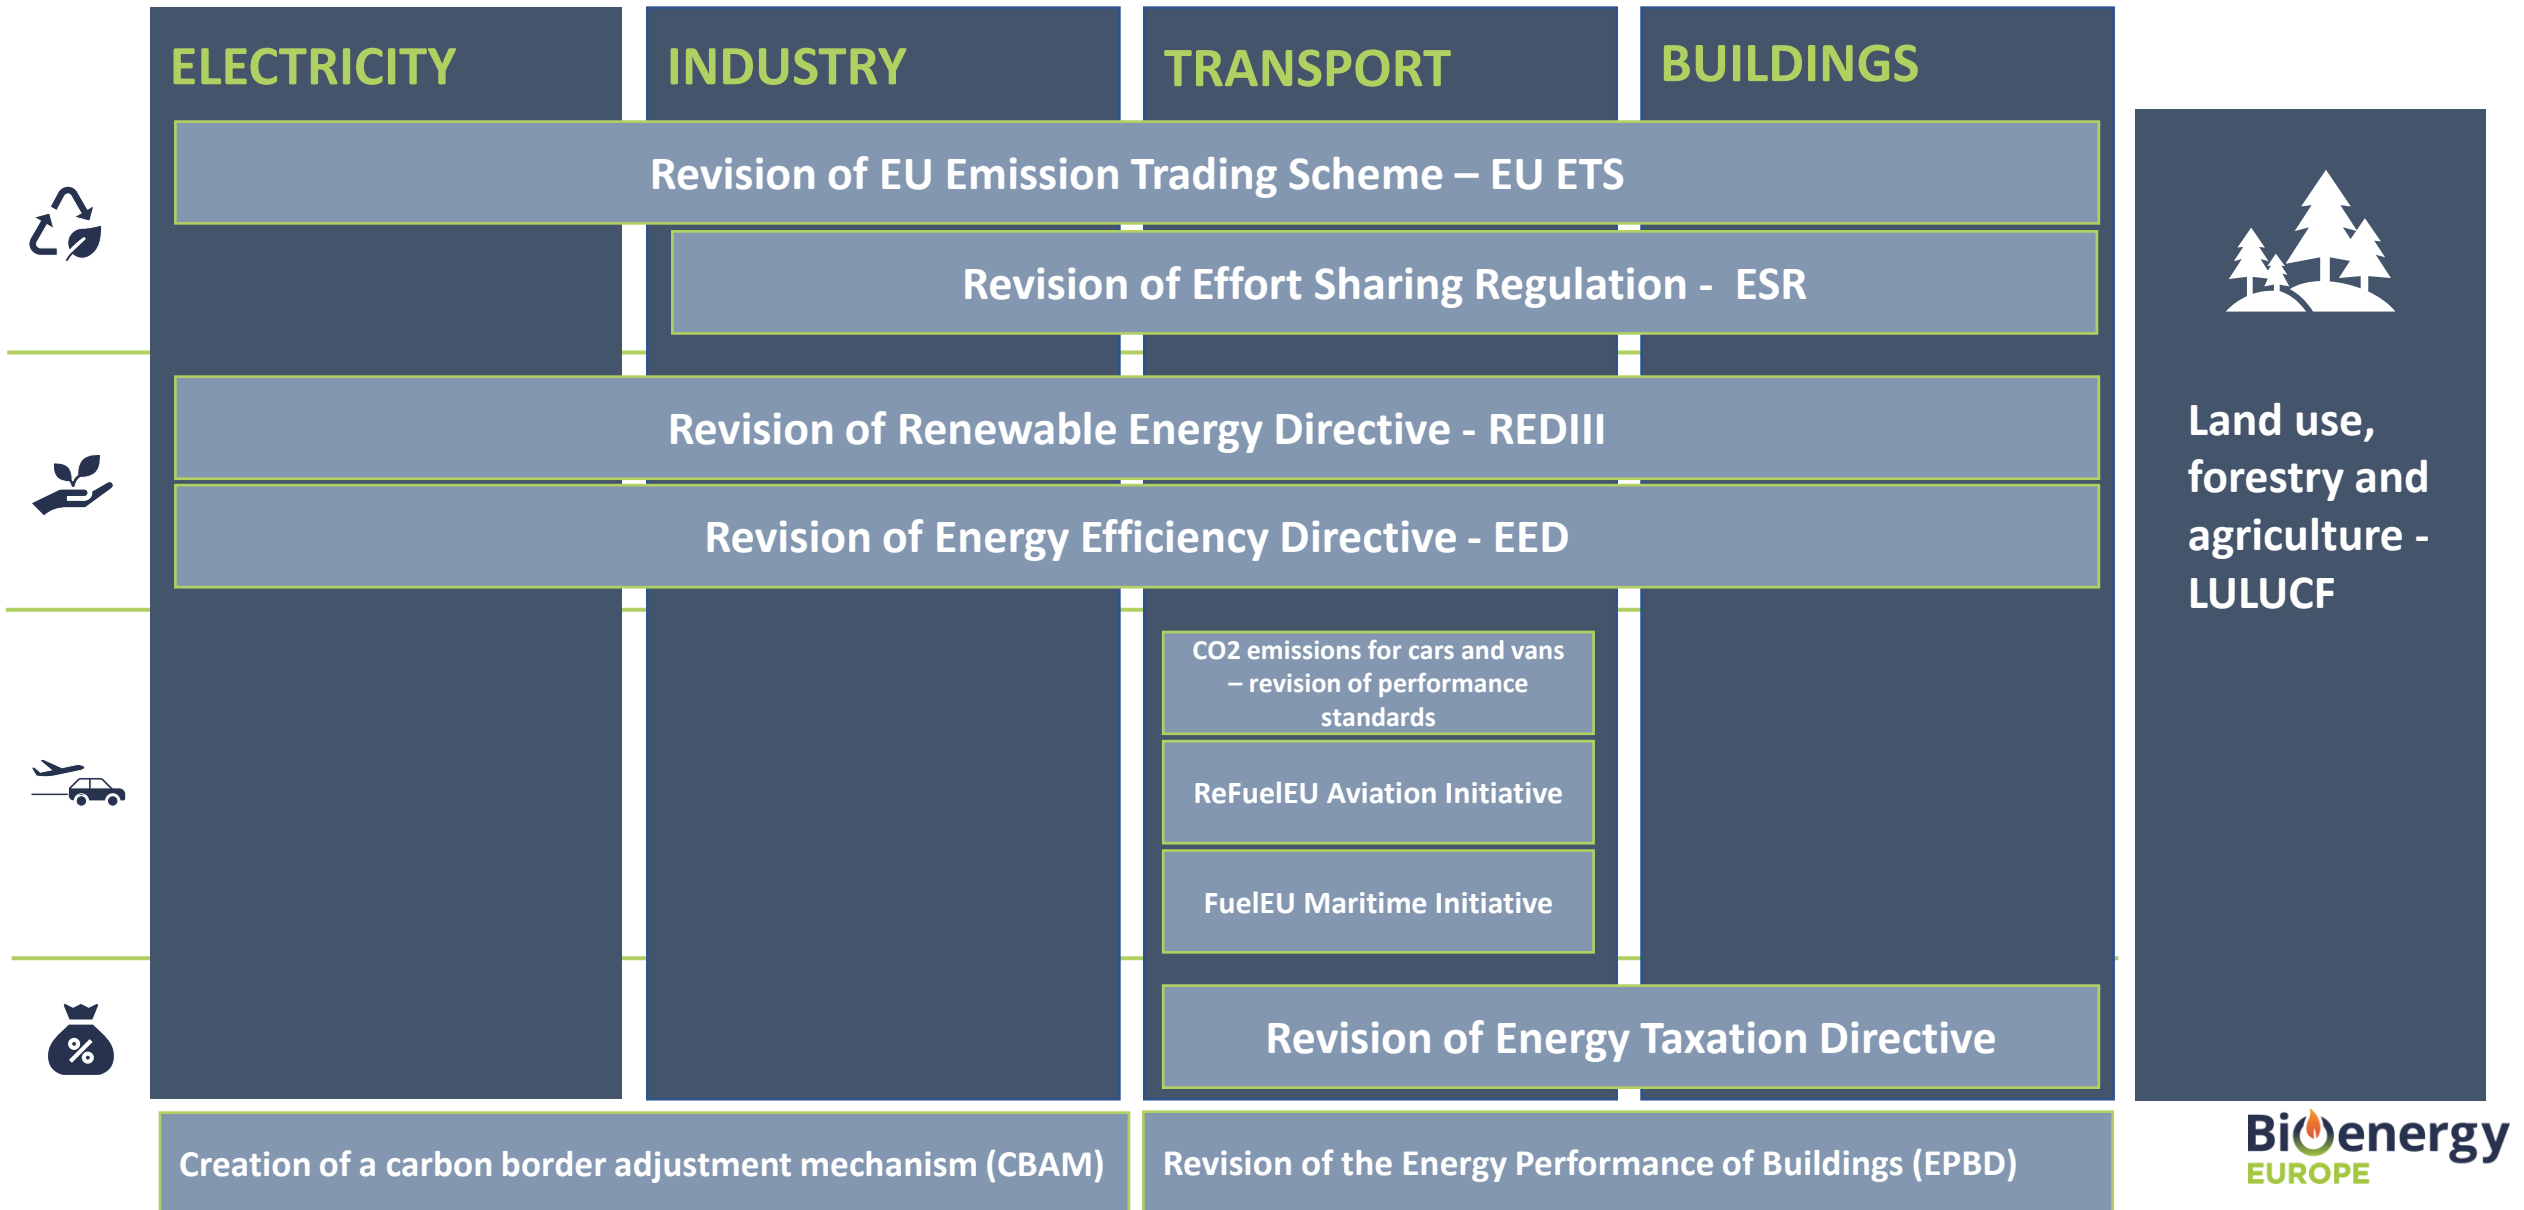 ELECTRICITY
INDUSTRY
TRANSPORT
BUILDINGS
Revision of EU Emission Trading Scheme – EU ETS
Revision of Effort Sharing Regulation - ESR
Revision of Renewable Energy Directive - REDIII
Revision of Energy Efficiency Directive - EED
CO2 emissions for cars and vans
– revision of performance
standards
ReFuelEU Aviation Initiative
FuelEU Maritime Initiative
Revision of Energy Taxation Directive
%
Creation of a carbon border adjustment mechanism (CBAM)
Revision of the Energy Performance of Buildings (EPBD)
Land use,
forestry and
agriculture -
LULUCF
Bioenergy
EUROPE